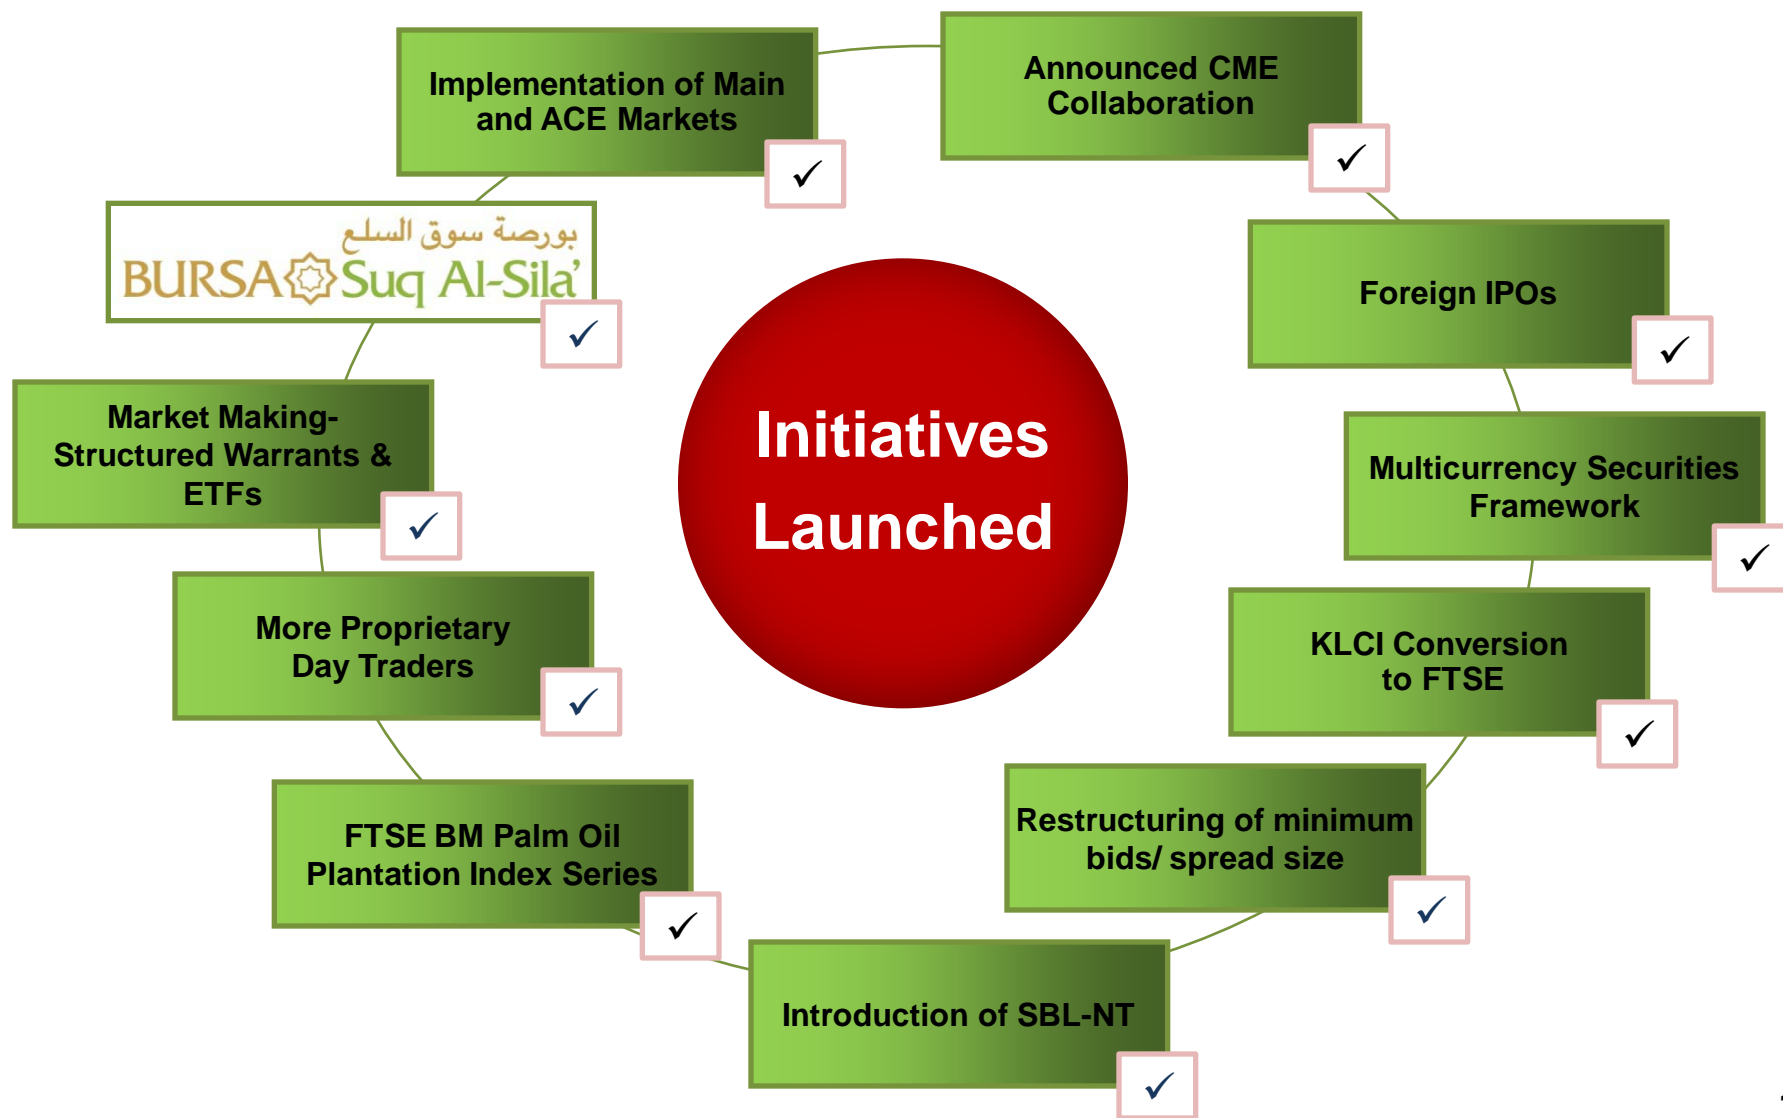 Implementation of Main
and ACE Markets
✓
Announced CME
Collaboration
✓
بورصة سوق السلع
BURSA Suq Al-Sila’
✓
Foreign IPOs
✓
Market Making-
Structured Warrants &
ETFs
✓
Initiatives
Launched
Multicurrency Securities
Framework
✓
More Proprietary
Day Traders
✓
KLCI Conversion
to FTSE
✓
FTSE BM Palm Oil
Plantation Index Series
✓
Restructuring of minimum
bids/ spread size
✓
Introduction of SBL-NT
✓